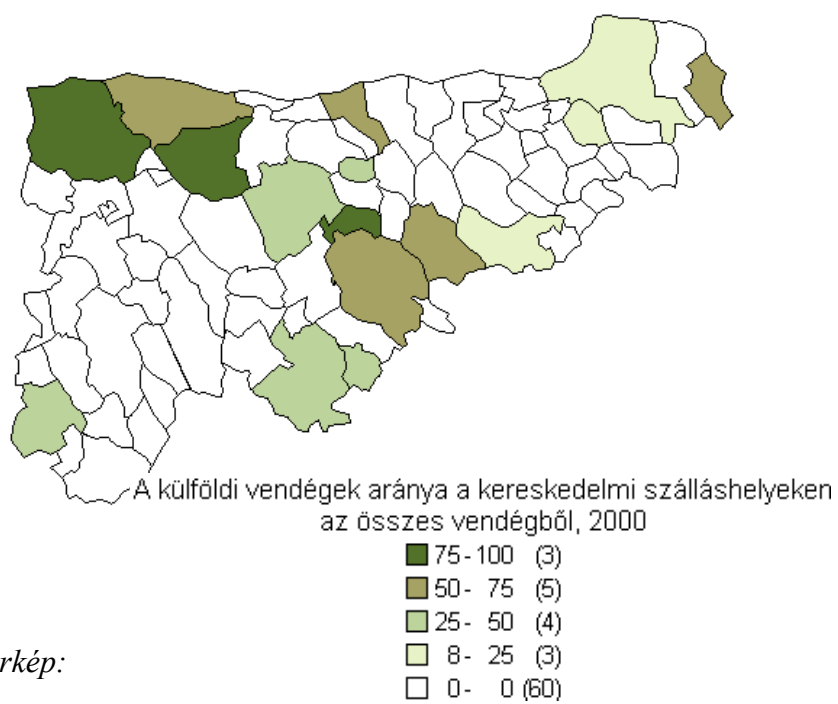 A külföldi vendégek aránya a kereskedelmi szálláshelyeken
az összes vendégből, 2000
75 - 100 (3)
50 - 75 (5)
25 - 50 (4)
8 - 25 (3)
0 - 0 (60)
rkép: